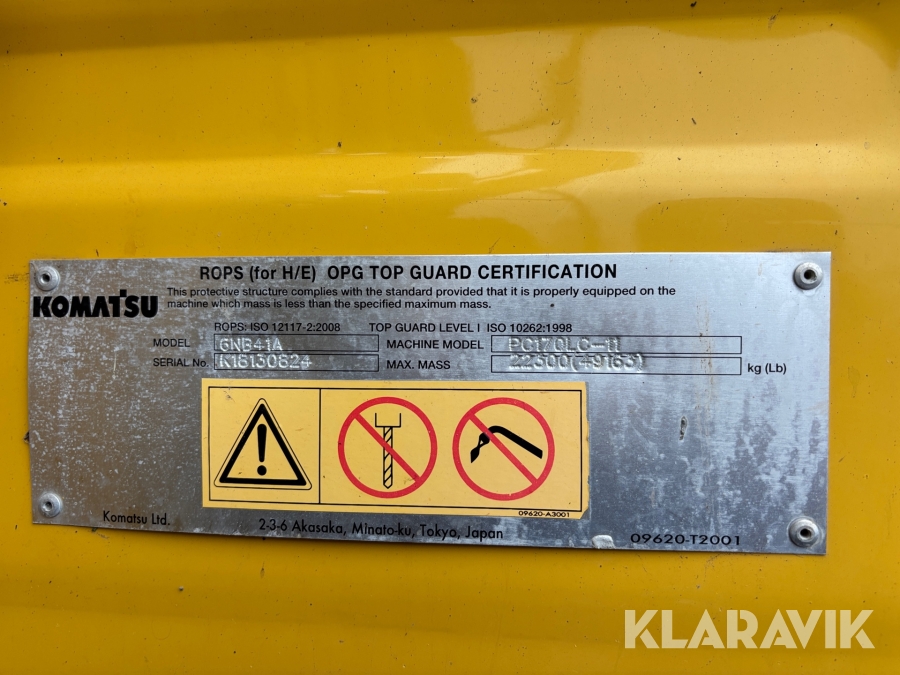 ROPS (for H/E) OPG TOP GUARD CERTIFICATION
KOMATSU
This protective structure complies with the standard provided that it is properly equipped on the
machine which mass is less than the specified maximum mass.
ROPS: ISO 12117-2:2008 TOP GUARD LEVEL I ISO 10262:1998
MODEL GNB41A MACHINE MODEL PC170LC-11
SERIAL No. K18130824 MAX. MASS 22300(49163) kg (Lb)
09620-A3001
Komatsu Ltd. 2-3-6 Akasaka, Minato-ku, Tokyo, Japan 09620-T2001
KLARAVIK